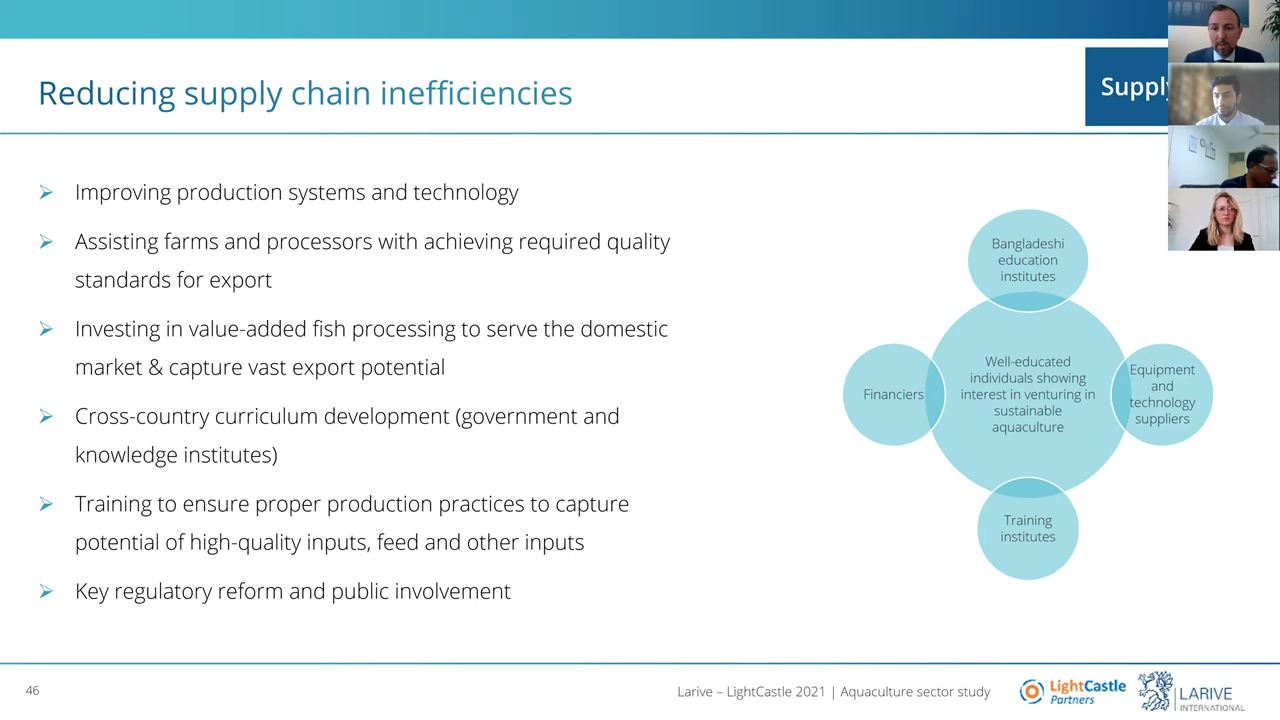 Reducing supply chain inefficiencies
Supply
Improving production systems and technology
Assisting farms and processors with achieving required quality
standards for export
Investing in value-added fish processing to serve the domestic
market & capture vast export potential
Cross-country curriculum development (government and
knowledge institutes)
Training to ensure proper production practices to capture
potential of high-quality inputs, feed and other inputs
Key regulatory reform and public involvement
Bangladeshi
education
institutes
Financiers
Well-educated
individuals showing
interest in venturing in
sustainable
aquaculture
Equipment
and
technology
suppliers
Training
institutes
46
Larive – LightCastle 2021 | Aquaculture sector study
LightCastle
Partners
LARIVE
INTERNATIONAL